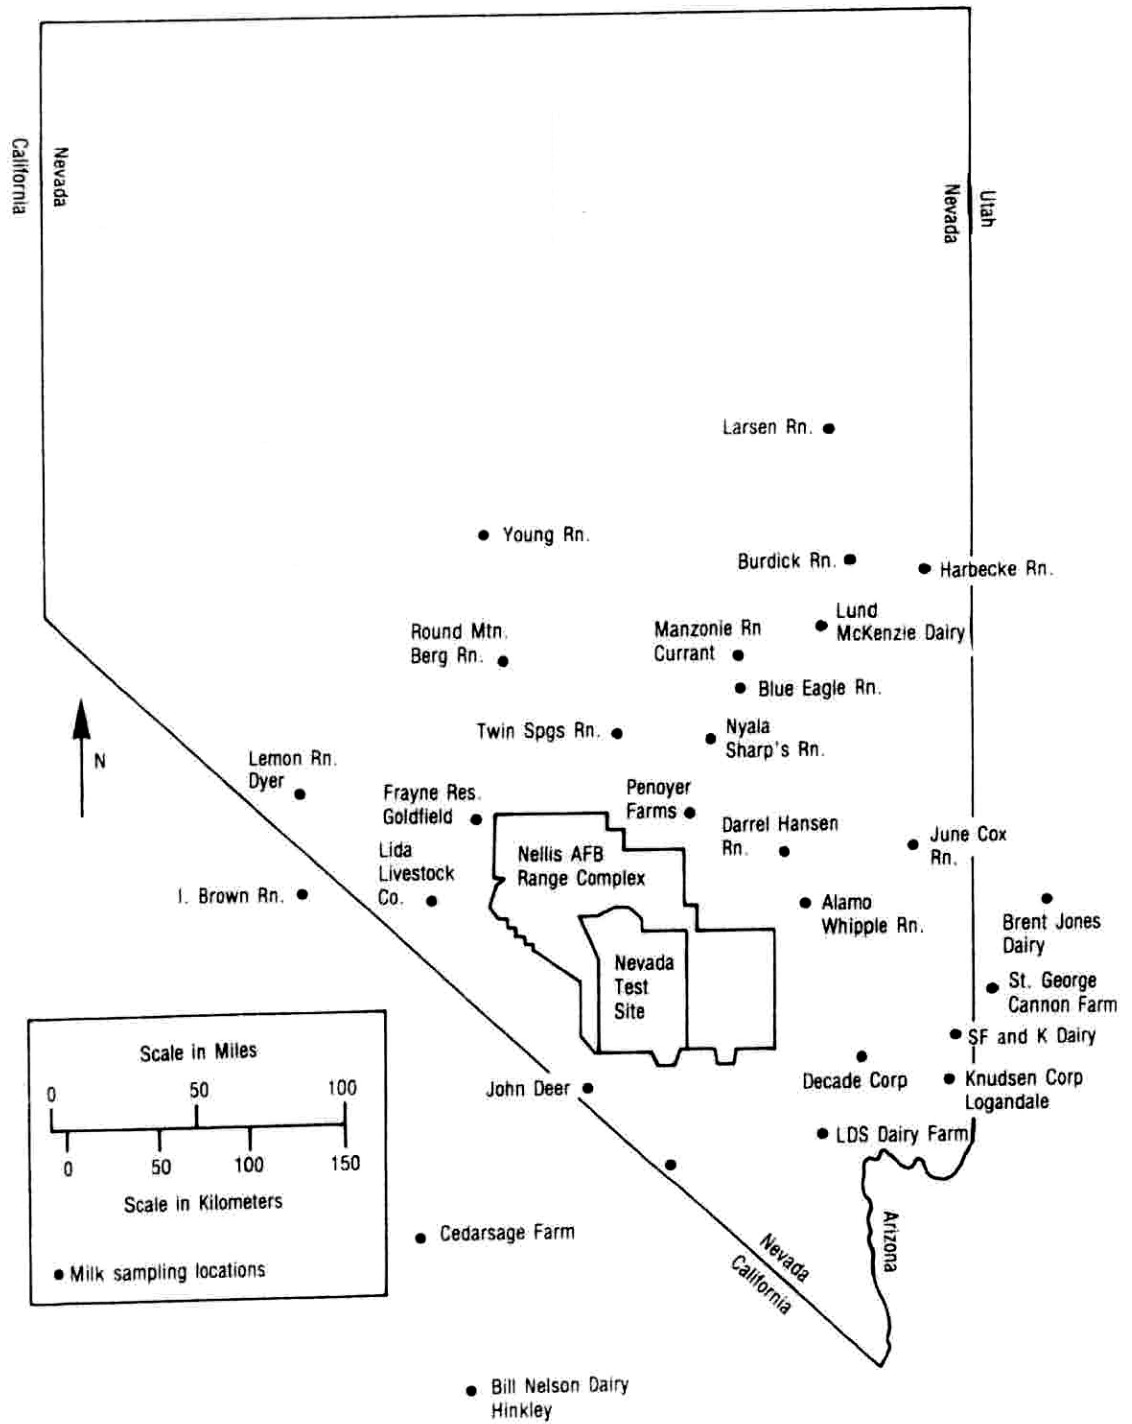 California
Nevada
Nevada
Utah
Larsen Rn.
Young Rn.
Burdick Rn.
Harbecke Rn.
Lund
McKenzie Dairy
Round Mtn.
Berg Rn.
Manzonie Rn
Currant
Blue Eagle Rn.
Twin Spgs Rn.
Nyala
Sharp's Rn.
N
Lemon Rn.
Dyer
Frayne Res.
Goldfield
Penoyer
Farms
Darrel Hansen
Rn.
June Cox
Rn.
Lida
Livestock
Co.
Nellis AFB
Range Complex
I. Brown Rn.
Alamo
Whipple Rn.
Brent Jones
Dairy
Nevada
Test
Site
St. George
Cannon Farm
SF and K Dairy
Decade Corp
Knudsen Corp
Logandale
John Deer
LDS Dairy Farm
Scale in Miles
0 50 100
0 50 100 150
Scale in Kilometers
Milk sampling locations
Cedarsage Farm
Arizona
Nevada
California
Bill Nelson Dairy
Hinkley